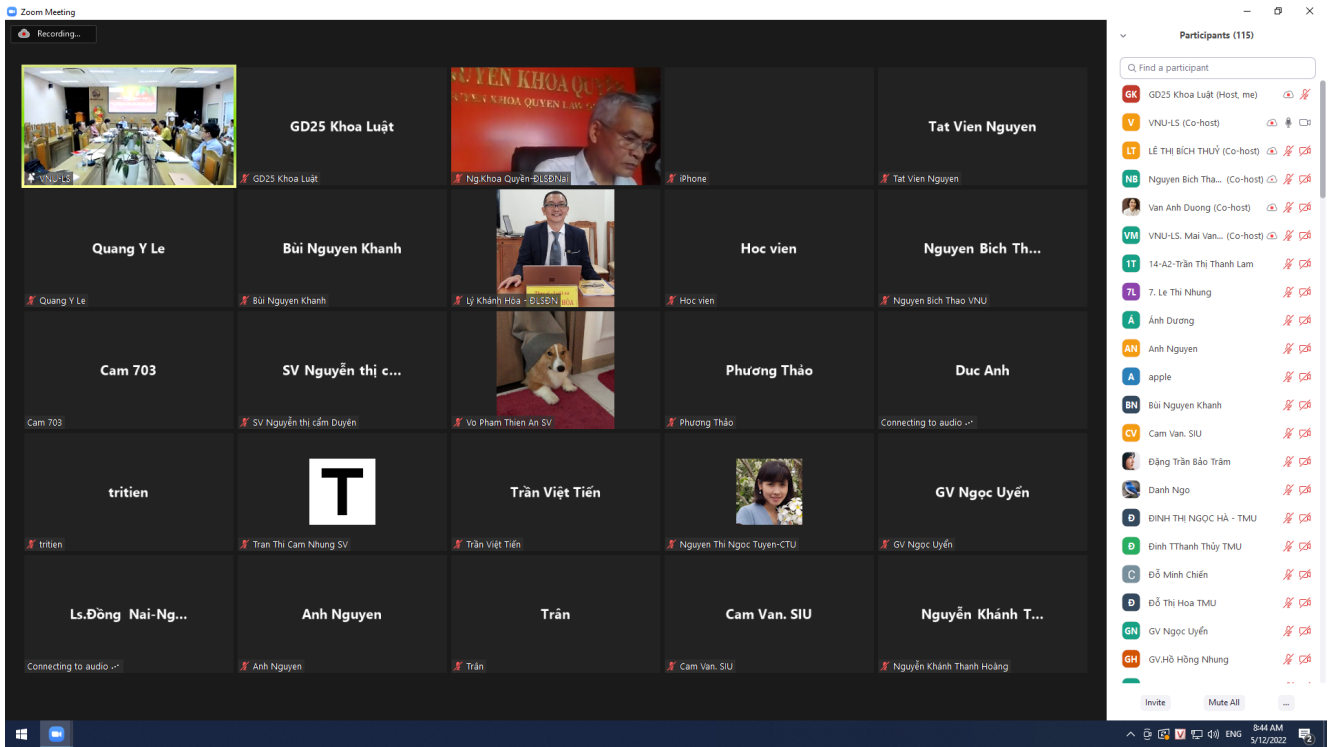 Zoom Meeting
Recording...
VNU-LS
GD25 Khoa Luật
GD25 Khoa Luật
Ng.Khoa Quyền-ĐLSĐNai
iPhone
Tat Vien Nguyen
Tat Vien Nguyen
Quang Y Le
Quang Y Le
Bùi Nguyen Khanh
Bùi Nguyen Khanh
Lý Khánh Hòa - ĐLSĐN
Hoc vien
Hoc vien
Nguyen Bich Th...
Nguyen Bich Thao VNU
Cam 703
Cam 703
SV Nguyễn thị c...
SV Nguyễn thị cẩm Duyên
Vo Pham Thien An SV
Phương Thảo
Phương Thảo
Duc Anh
Connecting to audio
tritien
tritien
T
Tran Thi Cam Nhung SV
Trần Việt Tiến
Trần Việt Tiến
Nguyen Thi Ngoc Tuyen-CTU
GV Ngọc Uyển
GV Ngọc Uyển
Ls.Đồng Nai-Ng...
Connecting to audio
Anh Nguyen
Anh Nguyen
Trân
Trân
Cam Van. SIU
Cam Van. SIU
Nguyễn Khánh T...
Nguyễn Khánh Thanh Hoàng
Participants (115)
Find a participant
GK GD25 Khoa Luật (Host, me)
V VNU-LS (Co-host)
LT LÊ THỊ BÍCH THUỶ (Co-host)
NB Nguyen Bich Tha... (Co-host)
Van Anh Duong (Co-host)
VM VNU-LS. Mai Van... (Co-host)
1T 14-A2-Trần Thị Thanh Lam
7L 7. Le Thi Nhung
Á Ánh Dương
AN Anh Nguyen
A apple
BN Bùi Nguyen Khanh
CV Cam Van. SIU
Đặng Trần Bảo Trâm
Danh Ngo
Đ ĐINH THỊ NGỌC HÀ - TMU
Đ Đinh TThanh Thủy TMU
C Đỗ Minh Chiến
Đ Đỗ Thị Hoa TMU
GN GV Ngọc Uyển
GH GV.Hồ Hồng Nhung
Invite Mute All ...
V ENG 8:44 AM
5/12/2022
2